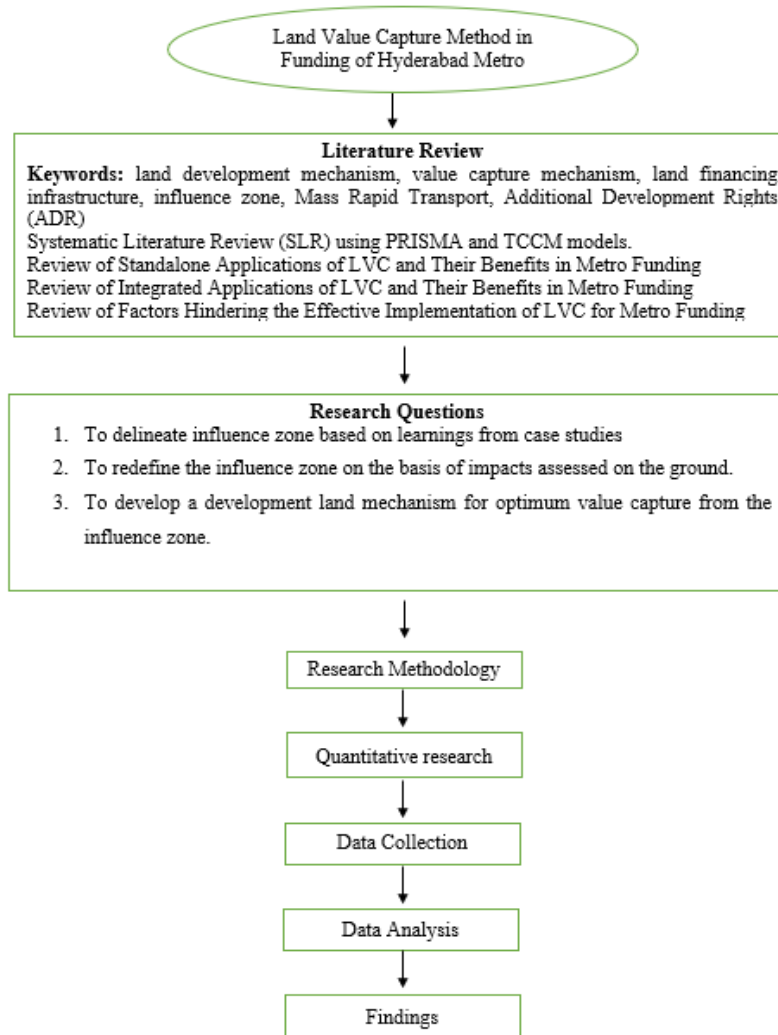 Land Value Capture Method in
Funding of Hyderabad Metro
Literature Review
Keywords: land development mechanism, value capture mechanism, land financing
infrastructure, influence zone, Mass Rapid Transport, Additional Development Rights
(ADR)
Systematic Literature Review (SLR) using PRISMA and TCCM models.
Review of Standalone Applications of LVC and Their Benefits in Metro Funding
Review of Integrated Applications of LVC and Their Benefits in Metro Funding
Review of Factors Hindering the Effective Implementation of LVC for Metro Funding
Research Questions
1. To delineate influence zone based on learnings from case studies
2. To redefine the influence zone on the basis of impacts assessed on the ground.
3. To develop a development land mechanism for optimum value capture from the
influence zone.
Research Methodology
Quantitative research
Data Collection
Data Analysis
Findings